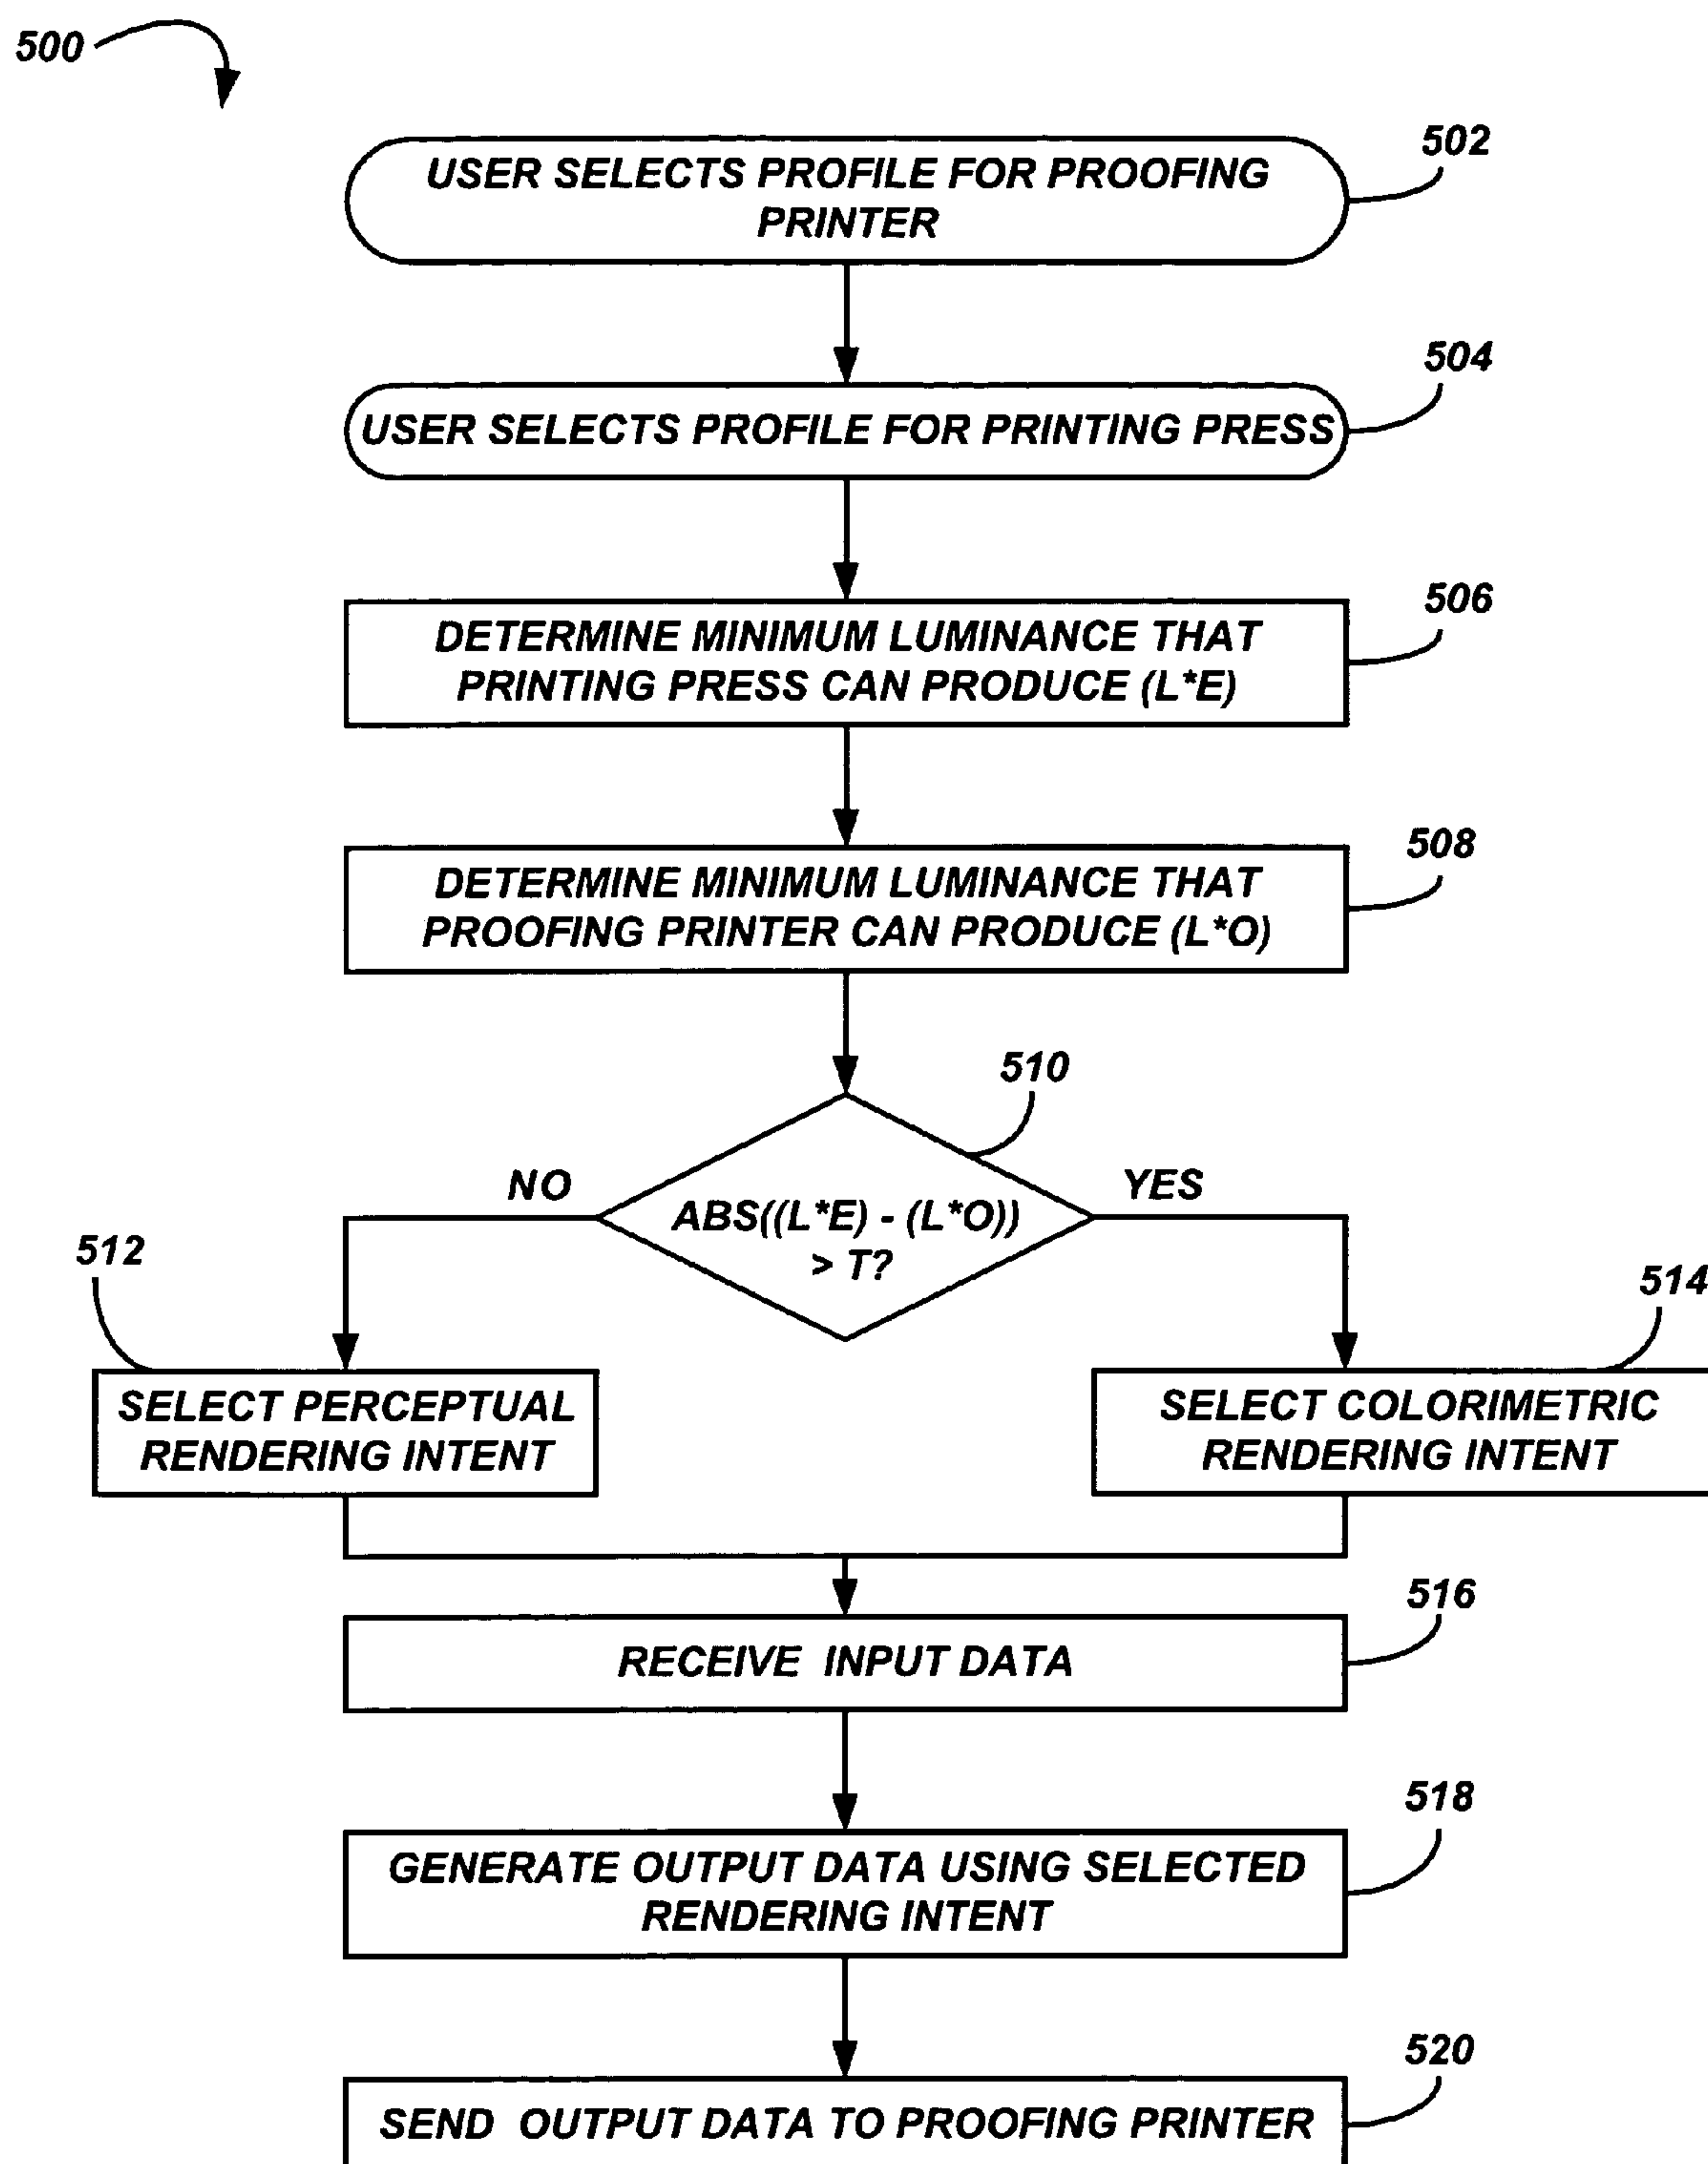 500
502
USER SELECTS PROFILE FOR PROOFING
PRINTER
504
USER SELECTS PROFILE FOR PRINTING PRESS
506
DETERMINE MINIMUM LUMINANCE THAT
PRINTING PRESS CAN PRODUCE (L*E)
508
DETERMINE MINIMUM LUMINANCE THAT
PROOFING PRINTER CAN PRODUCE (L*O)
510
NO
YES
ABS((L*E) - (L*O))
> T?
512
514
SELECT PERCEPTUAL
RENDERING INTENT
SELECT COLORIMETRIC
RENDERING INTENT
516
RECEIVE INPUT DATA
518
GENERATE OUTPUT DATA USING SELECTED
RENDERING INTENT
520
SEND OUTPUT DATA TO PROOFING PRINTER